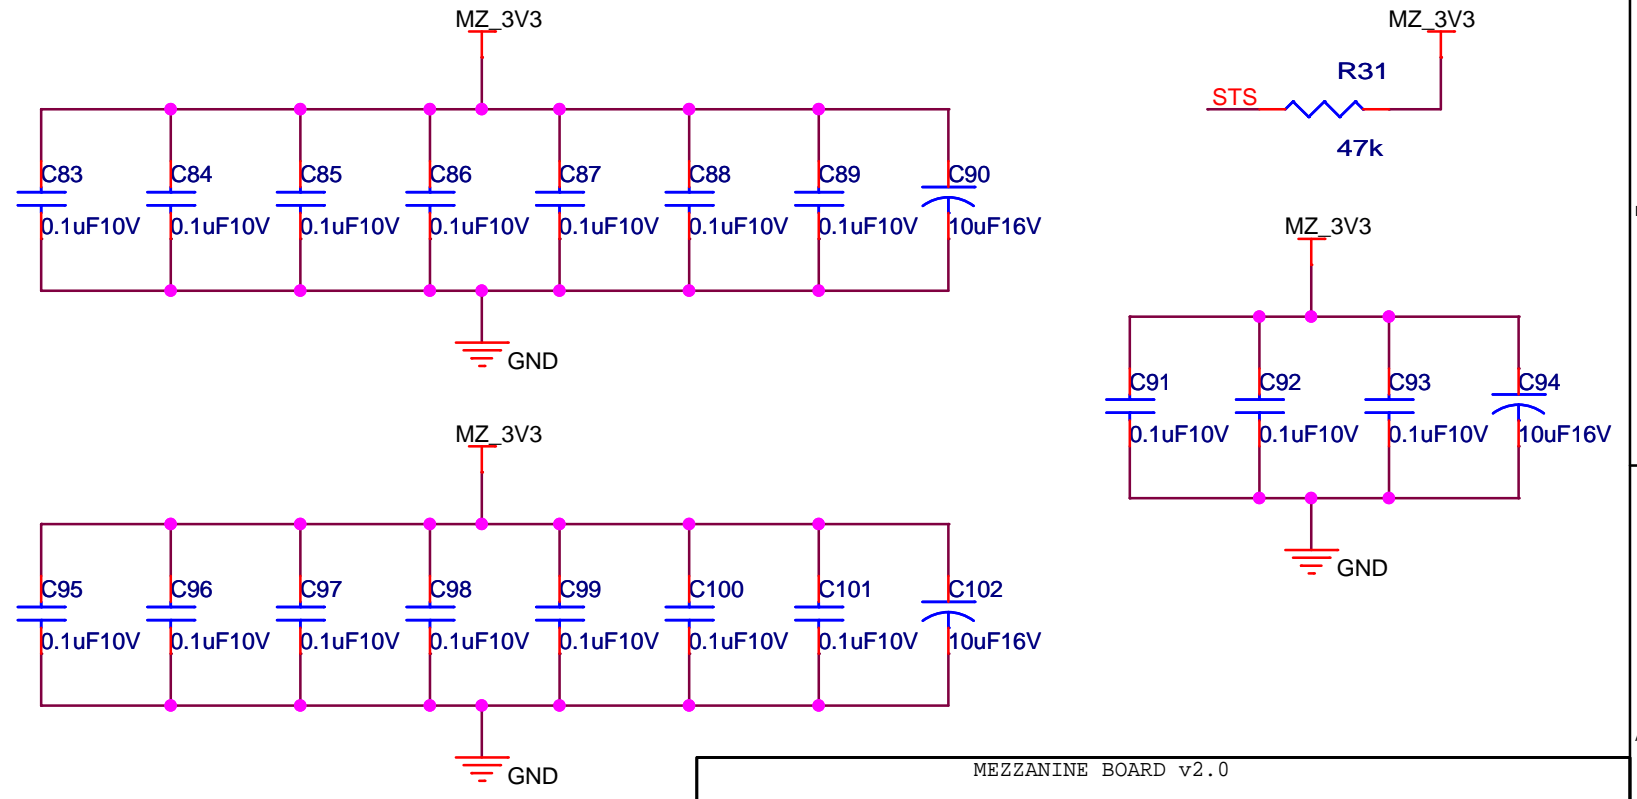 MZ_3V3
C83 C84 C85 C86 C87 C88 C89 C90
0.1uF10V 0.1uF10V 0.1uF10V 0.1uF10V 0.1uF10V 0.1uF10V 0.1uF10V 10uF16V
GND
MZ_3V3
R31
STS
47k
MZ_3V3
C91 C92 C93 C94
0.1uF10V 0.1uF10V 0.1uF10V 10uF16V
GND
MZ_3V3
C95 C96 C97 C98 C99 C100 C101 C102
0.1uF10V 0.1uF10V 0.1uF10V 0.1uF10V 0.1uF10V 0.1uF10V 0.1uF10V 10uF16V
GND
MEZZANINE BOARD v2.0